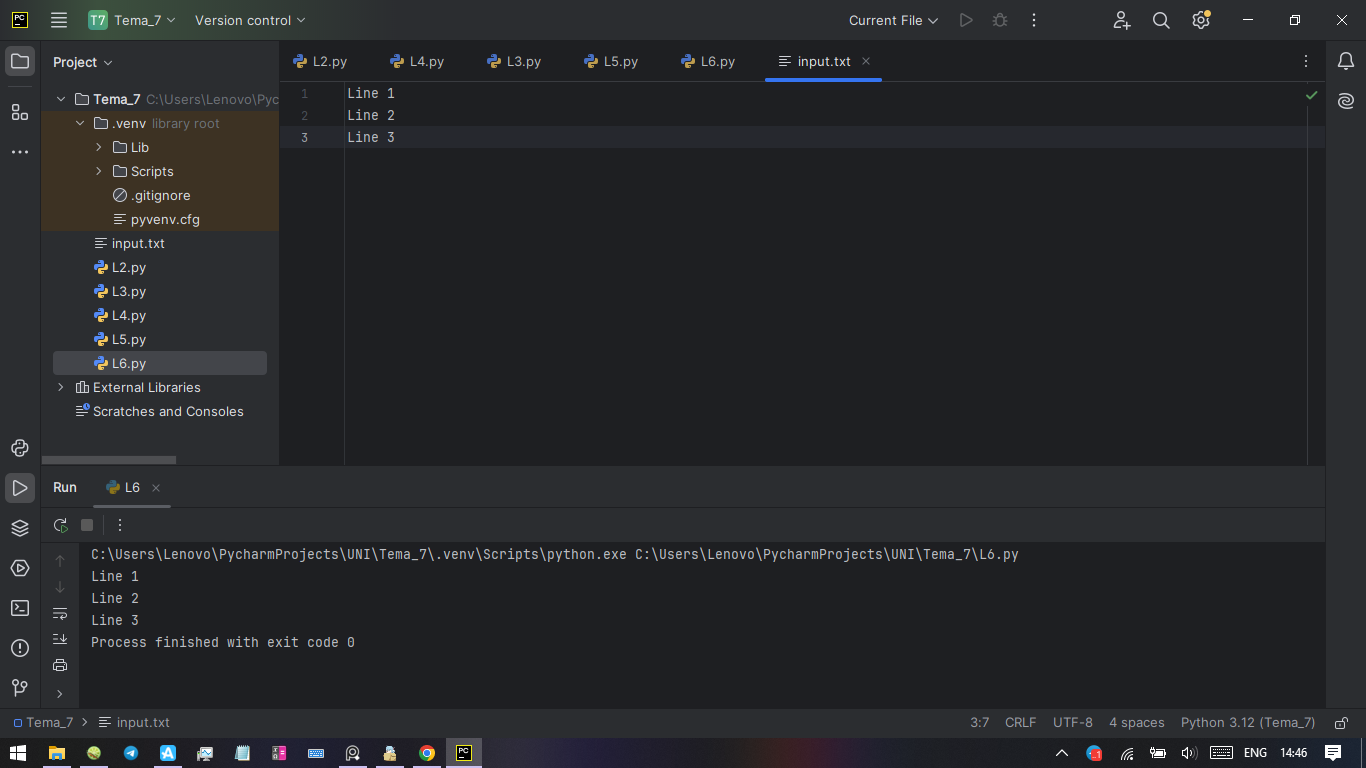 PC T7 Tema_7 Version control Current File
Project
L2.py L4.py L3.py L5.py L6.py input.txt
Tema_7 C:\Users\Lenovo\Pyc
.venv library root
Lib
Scripts
.gitignore
pyvenv.cfg
input.txt
L2.py
L3.py
L4.py
L5.py
L6.py
External Libraries
Scratches and Consoles
1 Line 1
2 Line 2
3 Line 3
Run L6
C:\Users\Lenovo\PycharmProjects\UNI\Tema_7\.venv\Scripts\python.exe C:\Users\Lenovo\PycharmProjects\UNI\Tema_7\L6.py
Line 1
Line 2
Line 3
Process finished with exit code 0
Tema_7 input.txt 3:7 CRLF UTF-8 4 spaces Python 3.12 (Tema_7)
PC ENG 14:46